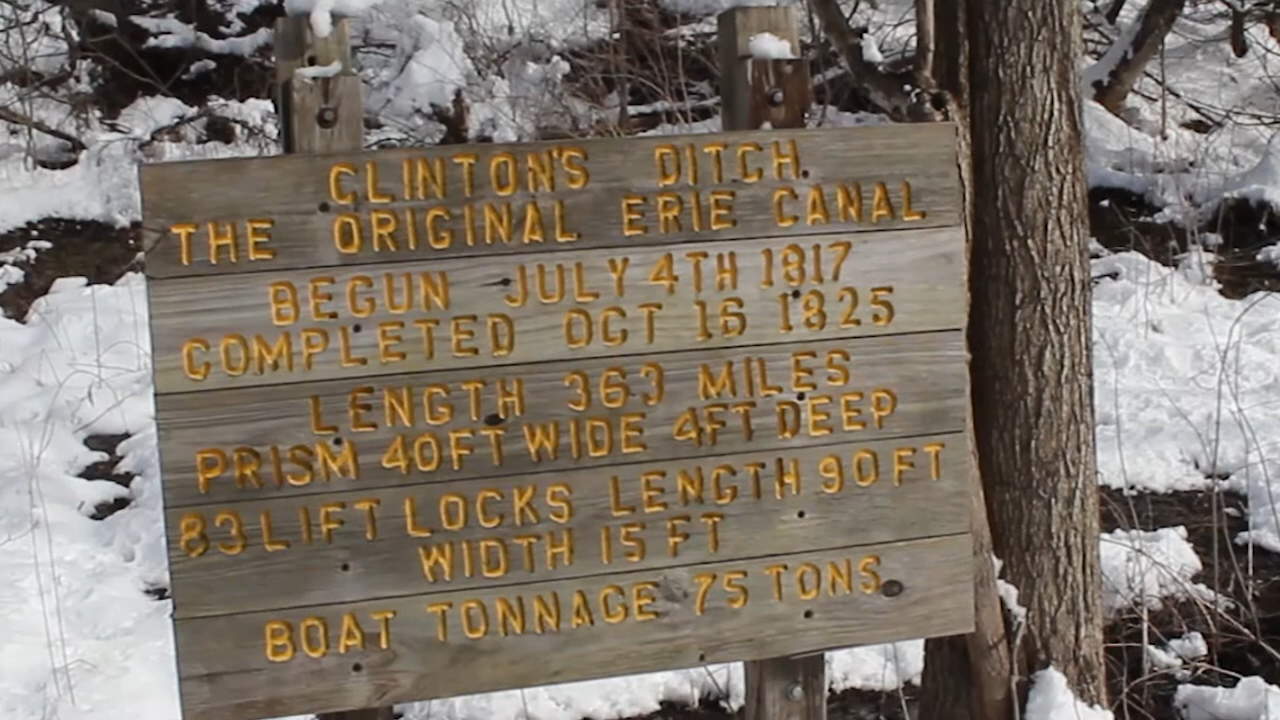 CLINTON'S DITCH.
THE ORIGINAL ERIE CANAL
BEGUN JULY 4TH 1817
COMPLETED OCT 16 1825
LENGTH 363 MILES
PRISM 40FT WIDE 4FT DEEP
83 LIFT LOCKS LENGTH 90 FT
WIDTH 15 FT
BOAT TONNAGE 75 TONS